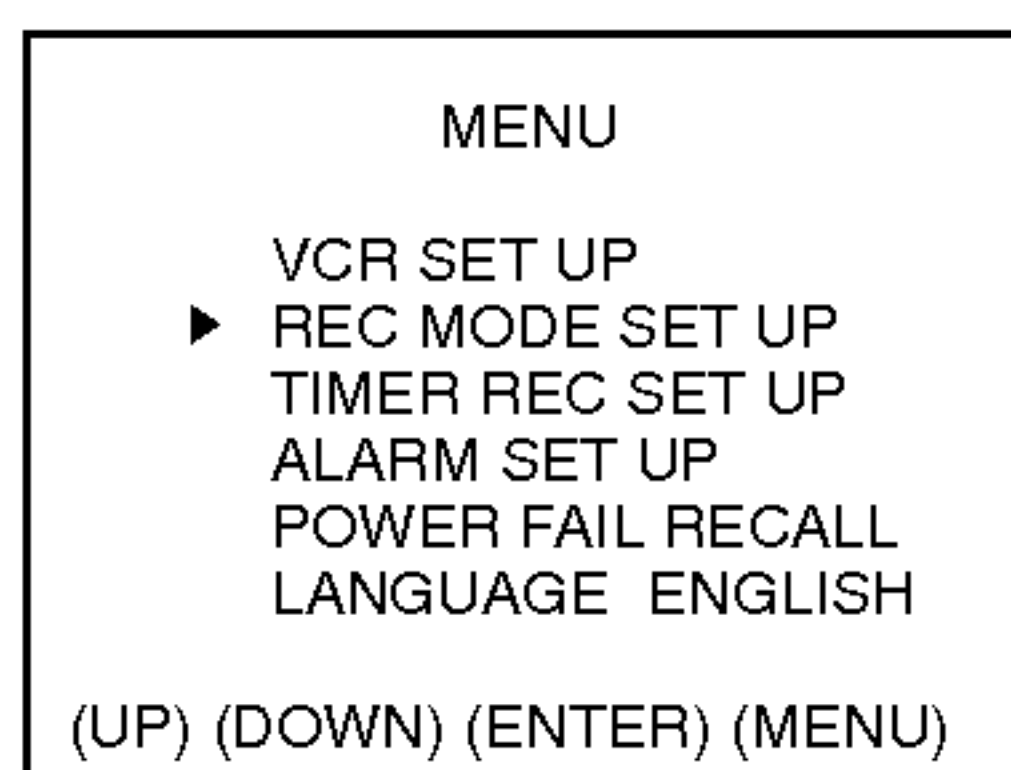 MENU
VCR SET UP
▶ REC MODE SET UP
TIMER REC SET UP
ALARM SET UP
POWER FAIL RECALL
LANGUAGE ENGLISH
(UP) (DOWN) (ENTER) (MENU)